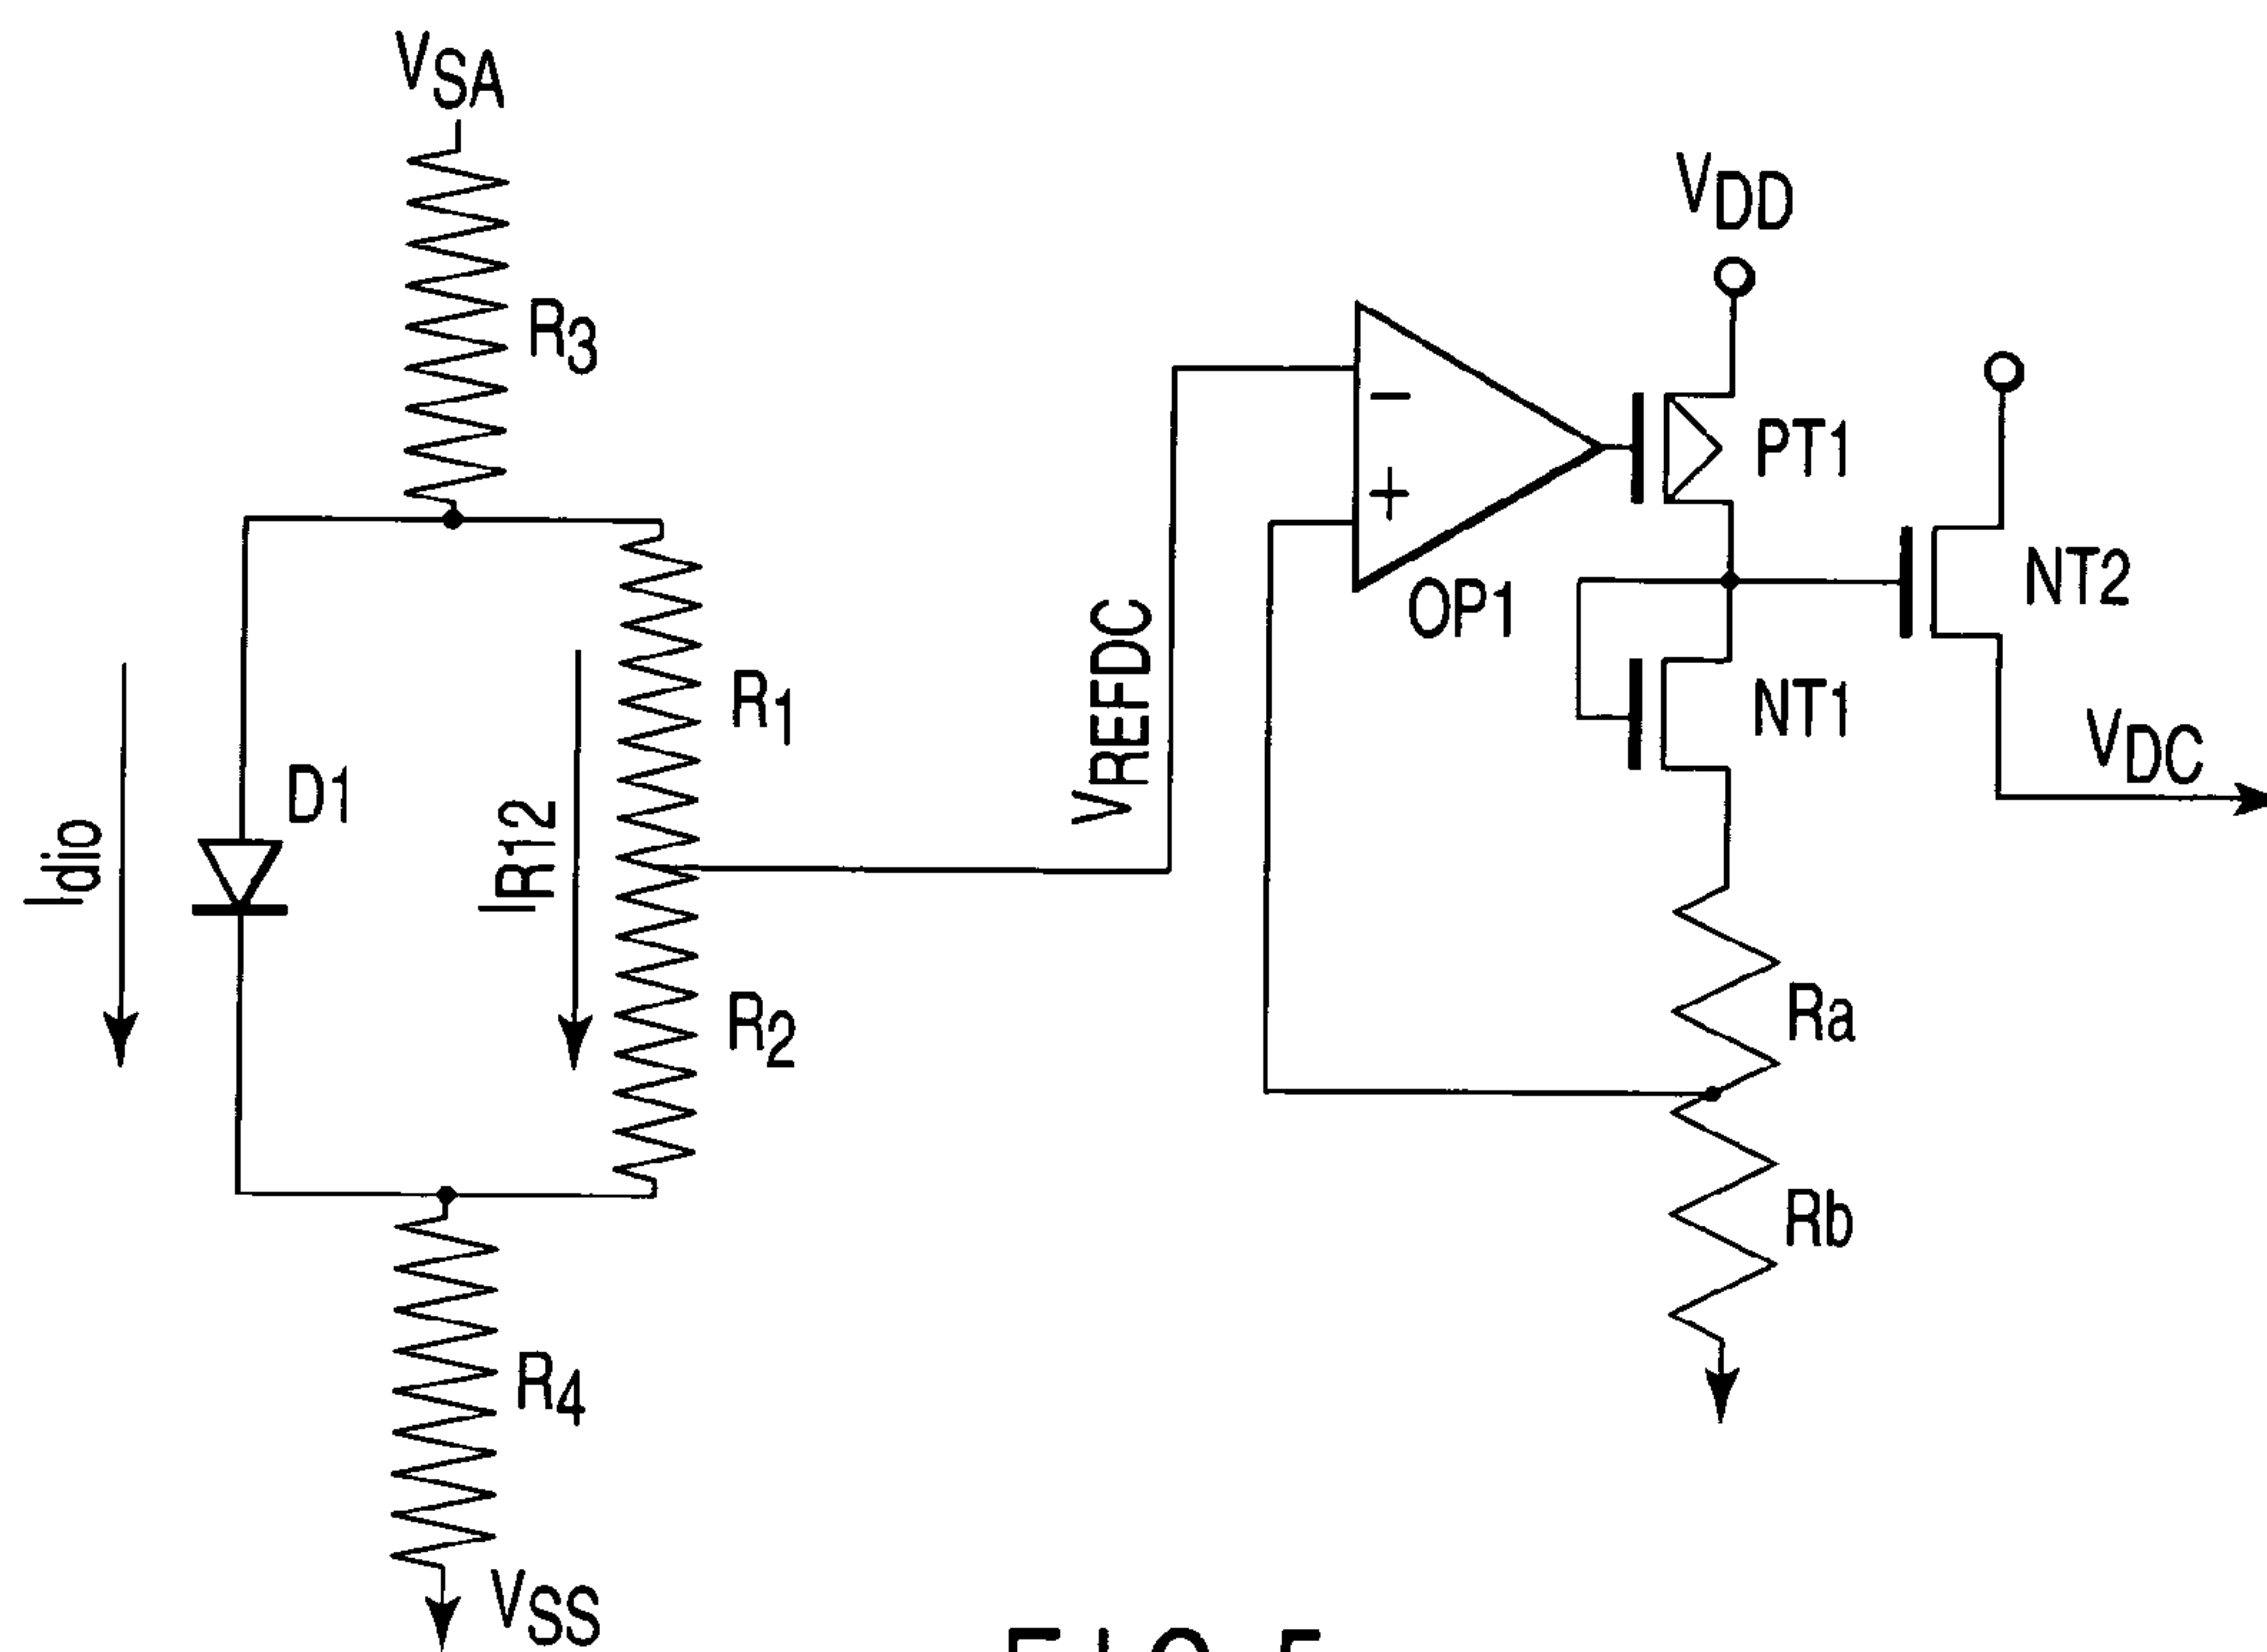 VSA
R3
VDD
PT1
OP1
NT2
NT1
VDC
R1
VREFDC
D1
Idio
IR12
R2
Ra
Rb
R4
VSS